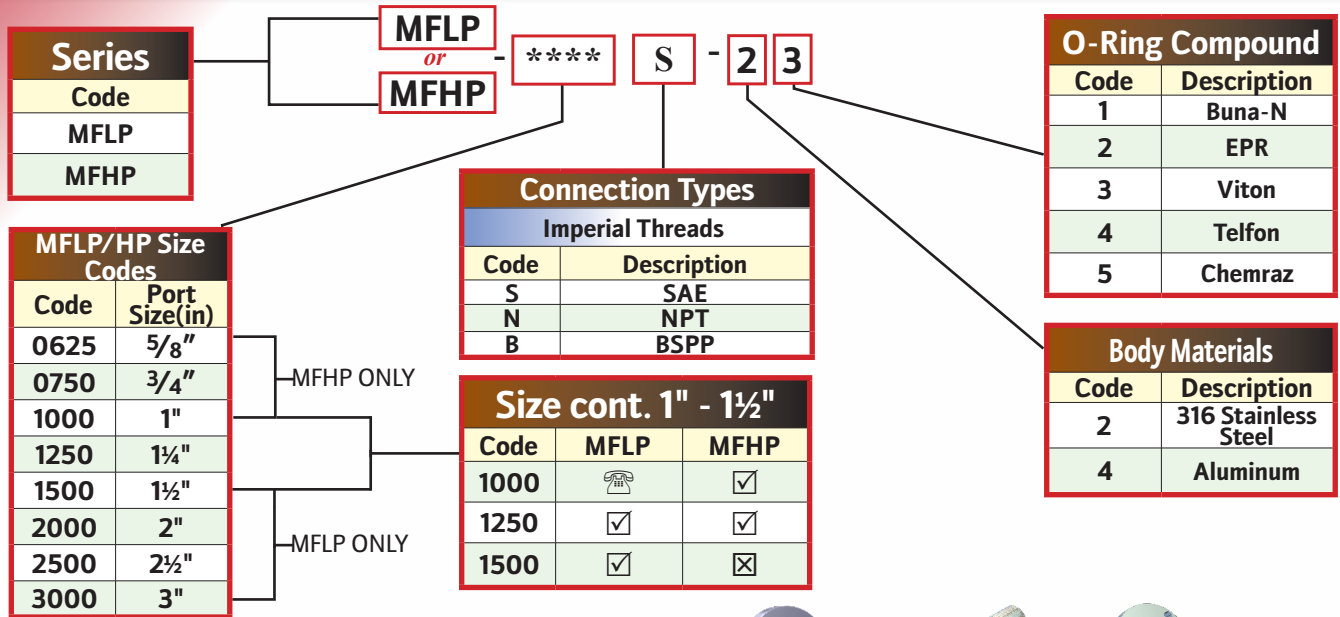 Series
Code
MFLP
MFHP
MFLP
or
MFHP
- **** S - 2 3
O-Ring Compound
Code Description
1 Buna-N
2 EPR
3 Viton
4 Telfon
5 Chemraz
Connection Types
Imperial Threads
Code Description
S SAE
N NPT
B BSPP
MFLP/HP Size
Codes
Code Port
Size(in)
0625 5/8"
0750 3/4"
1000 1"
1250 1¼"
1500 1½"
2000 2"
2500 2½"
3000 3"
MFHP ONLY
MFLP ONLY
Size cont. 1" - 1½"
Code MFLP MFHP
1000 ☏ ☑
1250 ☑ ☑
1500 ☑ ☒
Body Materials
Code Description
2 316 Stainless
Steel
4 Aluminum